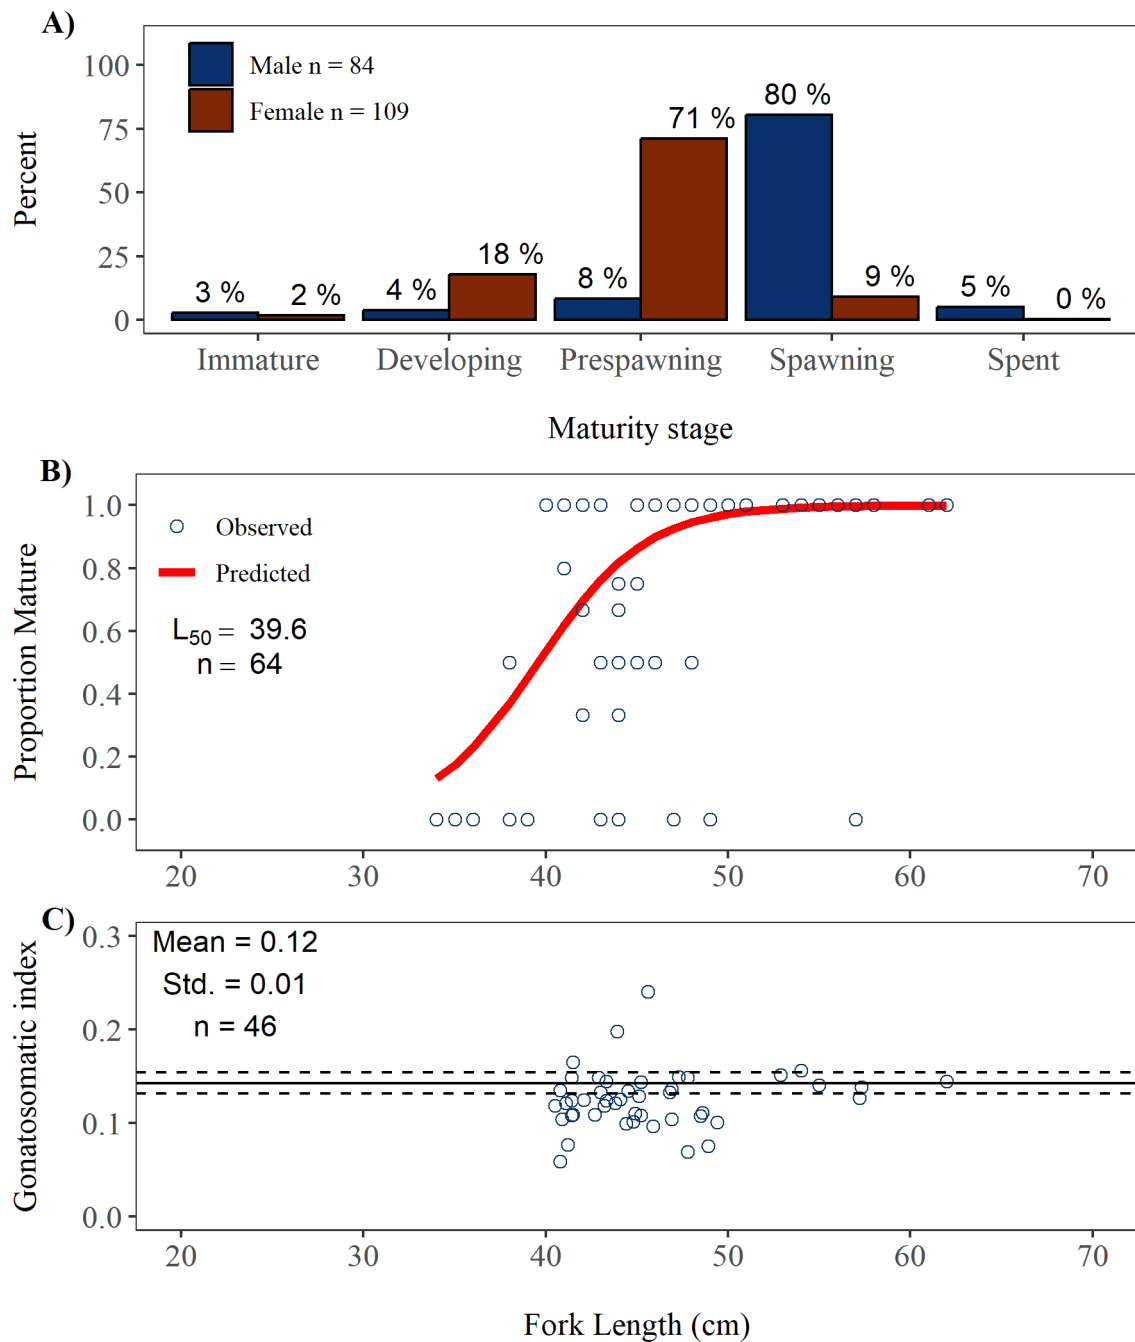 A)
Percent
100
75
50
25
0
Male n = 84
Female n = 109
3 %
2 %
4 %
18 %
8 %
71 %
80 %
9 %
5 %
0 %
Immature
Developing
Prespawning
Spawning
Spent
Maturity stage
B)
Proportion Mature
1.0
0.8
0.6
0.4
0.2
0.0
Observed
Predicted
L50 = 39.6
n = 64
20
30
40
50
60
70
C)
Gonatosomatic index
0.3
0.2
0.1
0.0
Mean = 0.12
Std. = 0.01
n = 46
20
30
40
50
60
70
Fork Length (cm)